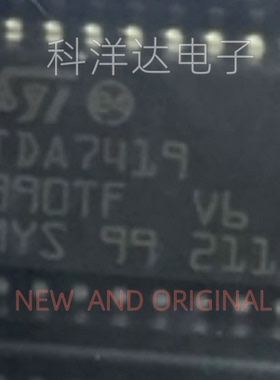 科洋达电子
TDA7419
990TF V6
MYS 99 211
NEW AND ORIGINAL